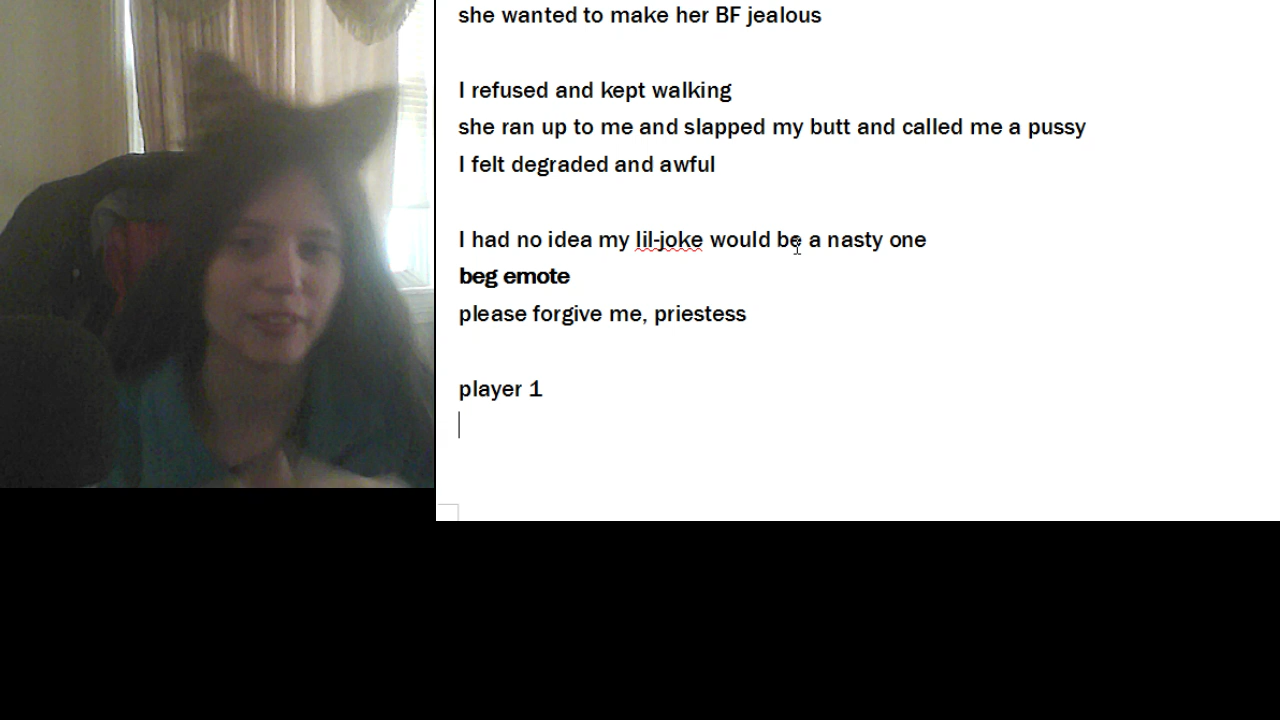 she wanted to make her BF jealous
I refused and kept walking
she ran up to me and slapped my butt and called me a pussy
I felt degraded and awful
I had no idea my lil-joke would be a nasty one
beg emote
please forgive me, priestess
player 1